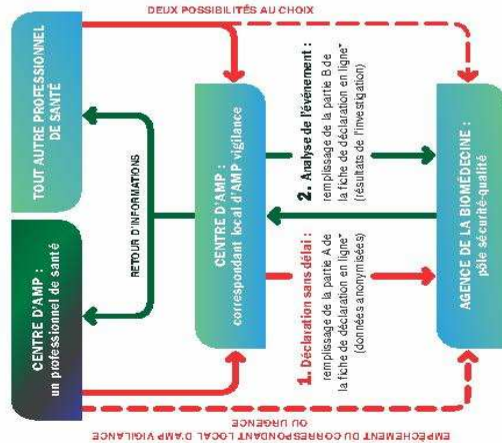 DEUX POSSIBILITÉS AU CHOIX
CENTRE D'AMP :
un professionnel de santé
TOUT AUTRE PROFESSIONNEL
DE SANTÉ
RETOUR D'INFORMATIONS
CENTRE D'AMP :
correspondant local d'AMP vigilance
1. Déclaration sans délai :
remplissage de la partie A de
la fiche de déclaration en ligne*
(données anonymisées)
2. Analyse de l'événement :
remplissage de la partie B de
la fiche de déclaration en ligne*
(résultats de l'investigation)
AGENCE DE LA BIOMÉDECINE :
pôle sécurité-qualité
EMPÊCHEMENT DU CORRESPONDANT LOCAL D'AMP VIGILANCE
OU URGENCE